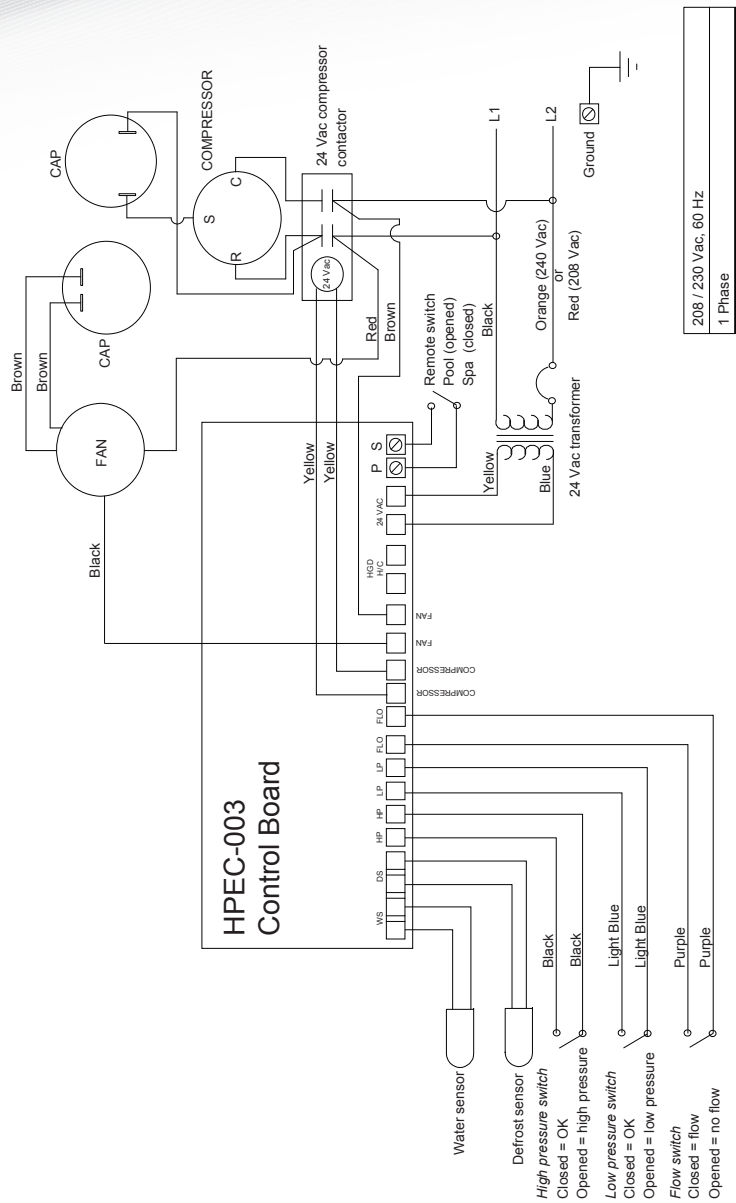 CAP
COMPRESSOR
S
C
R
24 Vac compressor
contactor
24 Vac
CAP
Brown
Brown
FAN
Black
Red
Brown
Yellow
Yellow
L1
L2
Ground
Remote switch
Pool (opened)
Spa (closed)
Black
Orange (240 Vac)
or
Red (208 Vac)
Yellow
Blue
24 Vac transformer
208 / 230 Vac, 60 Hz
1 Phase
HPEC-003
Control Board
WS
DS
HP
HP
LP
LP
FLO
FLO
COMPRESSOR
COMPRESSOR
FAN
FAN
HGD
H/C
24 VAC
P
S
Water sensor
Defrost sensor
High pressure switch
Closed = OK
Opened = high pressure
Black
Black
Low pressure switch
Closed = OK
Opened = low pressure
Light Blue
Light Blue
Flow switch
Closed = flow
Opened = no flow
Purple
Purple